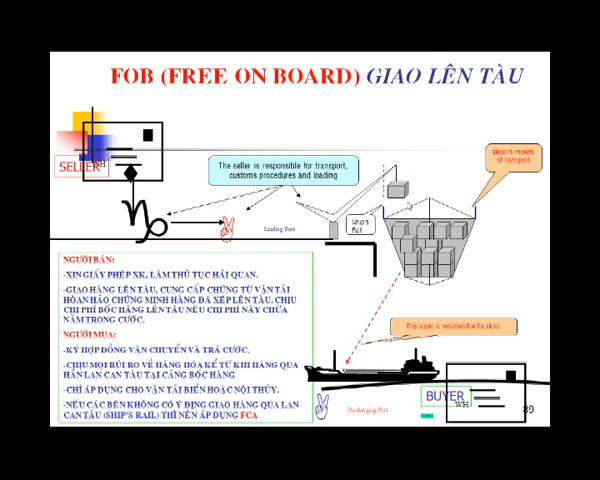 FOB (FREE ON BOARD) GIAO LÊN TÀU
SELLER
WH
The seller is responsible for transport,
customs procedures and loading
Buyer's means
of transport
Ship's
Rail
Loading Port
NGƯỜI BÁN:
-XIN GIẤY PHÉP XK, LÀM THỦ TỤC HẢI QUAN.
-GIAO HÀNG LÊN TÀU, CUNG CẤP CHỨNG TỪ VẬN TẢI
HOÀN HẢO CHỨNG MINH HÀNG ĐÃ XẾP LÊN TÀU. CHỊU
CHI PHÍ BỐC HÀNG LÊN TÀU NẾU CHI PHÍ NÀY CHƯA
NẰM TRONG CƯỚC.
NGƯỜI MUA:
-KÝ HỢP ĐỒNG VẬN CHUYỂN VÀ TRẢ CƯỚC.
-CHỊU MỌI RỦI RO VỀ HÀNG HÓA KỂ TỪ KHI HÀNG QUA
HẲN LAN CAN TÀU TẠI CẢNG BỐC HÀNG
-CHỈ ÁP DỤNG CHO VẬN TẢI BIỂN HOẶC NỘI THỦY.
-NẾU CÁC BÊN KHÔNG CÓ Ý ĐỊNH GIAO HÀNG QUA LAN
CAN TÀU (SHIP'S RAIL) THÌ NÊN ÁP DỤNG FCA
The buyer is responsible for risks
Discharging Port
BUYER
WH
39